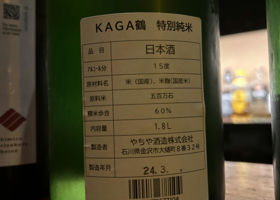 KAGA鶴 特別純米
品目 日本酒
アルコール分 15度
原材料名 米（国産）、米麹（国産米）
原料米 五百万石
精米歩合 60%
内容量 1.8L
製造者 やちや酒造株式会社
石川県金沢市大樋町8番32号
製造年月 24.3.